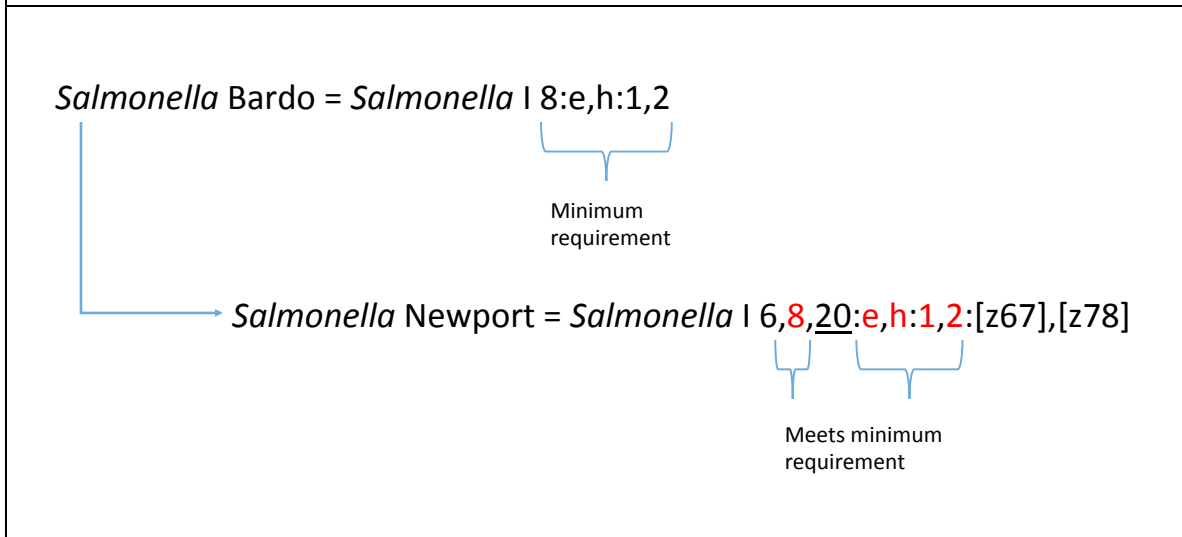 Salmonella Bardo = Salmonella I 8:e,h:1,2
Minimum
requirement
Salmonella Newport = Salmonella I 6,8,20:e,h:1,2:[z67],[z78]
Meets minimum
requirement